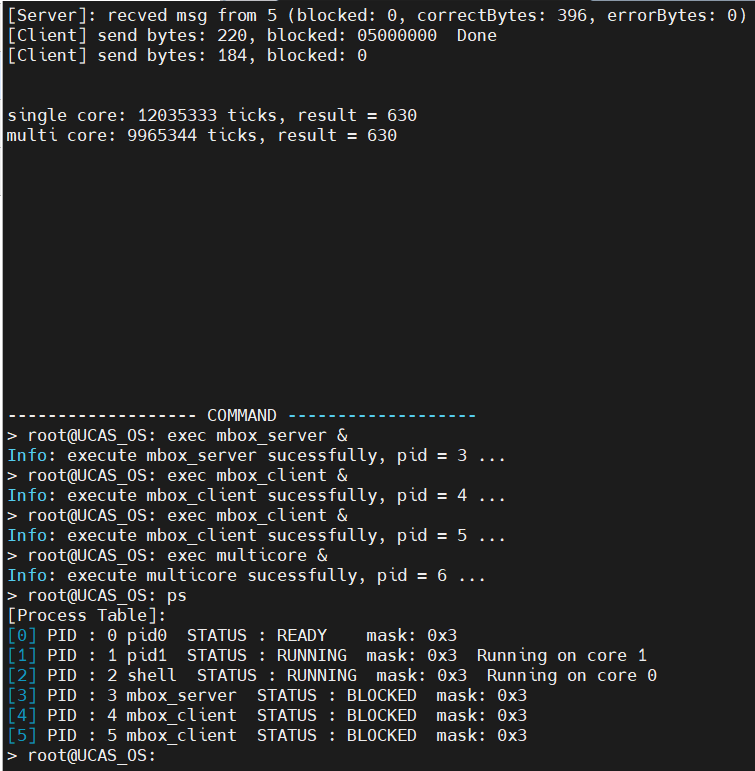 [Server]: recved msg from 5 (blocked: 0, correctBytes: 396, errorBytes: 0)
[Client] send bytes: 220, blocked: 05000000  Done
[Client] send bytes: 184, blocked: 0
single core: 12035333 ticks, result = 630
multi core: 9965344 ticks, result = 630
------------------- COMMAND -------------------
> root@UCAS_OS: exec mbox_server &
Info: execute mbox_server sucessfully, pid = 3 ...
> root@UCAS_OS: exec mbox_client &
Info: execute mbox_client sucessfully, pid = 4 ...
> root@UCAS_OS: exec mbox_client &
Info: execute mbox_client sucessfully, pid = 5 ...
> root@UCAS_OS: exec multicore &
Info: execute multicore sucessfully, pid = 6 ...
> root@UCAS_OS: ps
[Process Table]:
[0] PID : 0 pid0  STATUS : READY    mask: 0x3
[1] PID : 1 pid1  STATUS : RUNNING  mask: 0x3  Running on core 1
[2] PID : 2 shell  STATUS : RUNNING  mask: 0x3  Running on core 0
[3] PID : 3 mbox_server  STATUS : BLOCKED  mask: 0x3
[4] PID : 4 mbox_client  STATUS : BLOCKED  mask: 0x3
[5] PID : 5 mbox_client  STATUS : BLOCKED  mask: 0x3
> root@UCAS_OS: